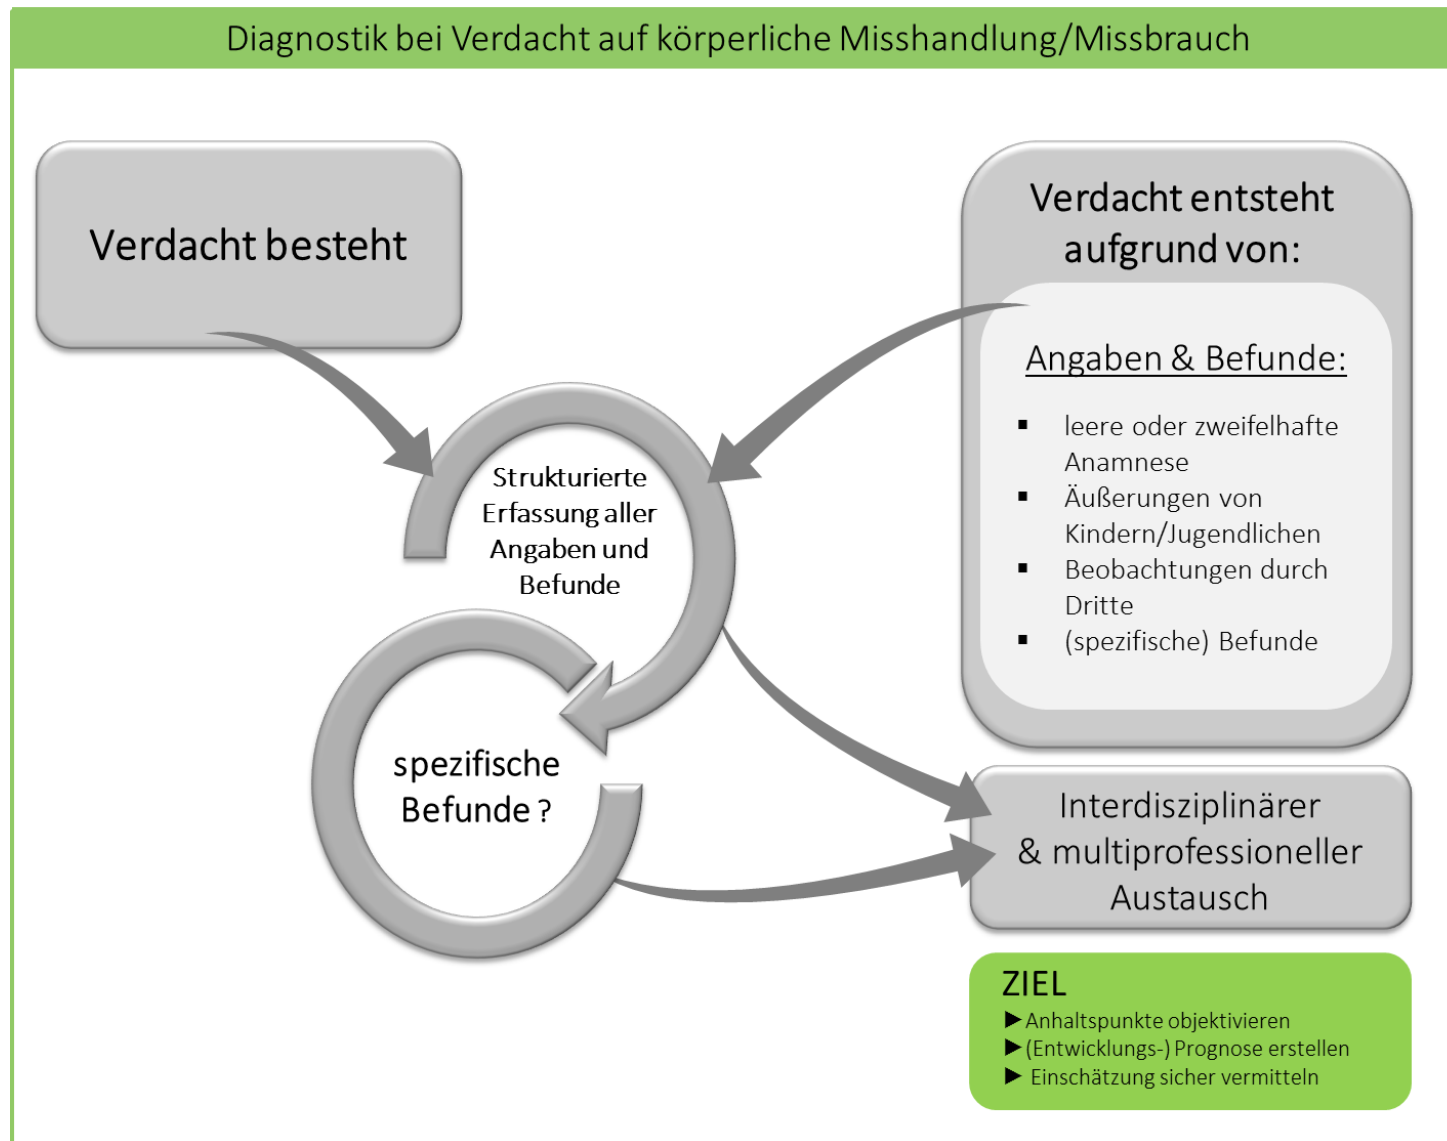 Diagnostik bei Verdacht auf körperliche Misshandlung/Missbrauch
Verdacht besteht
Verdacht entsteht
aufgrund von:
Angaben & Befunde:
▪ leere oder zweifelhafte
Anamnese
▪ Äußerungen von
Kindern/Jugendlichen
▪ Beobachtungen durch
Dritte
▪ (spezifische) Befunde
Strukturierte
Erfassung aller
Angaben und
Befunde
spezifische
Befunde ?
Interdisziplinärer
& multiprofessioneller
Austausch
ZIEL
►Anhaltspunkte objektivieren
►(Entwicklungs-) Prognose erstellen
► Einschätzung sicher vermitteln